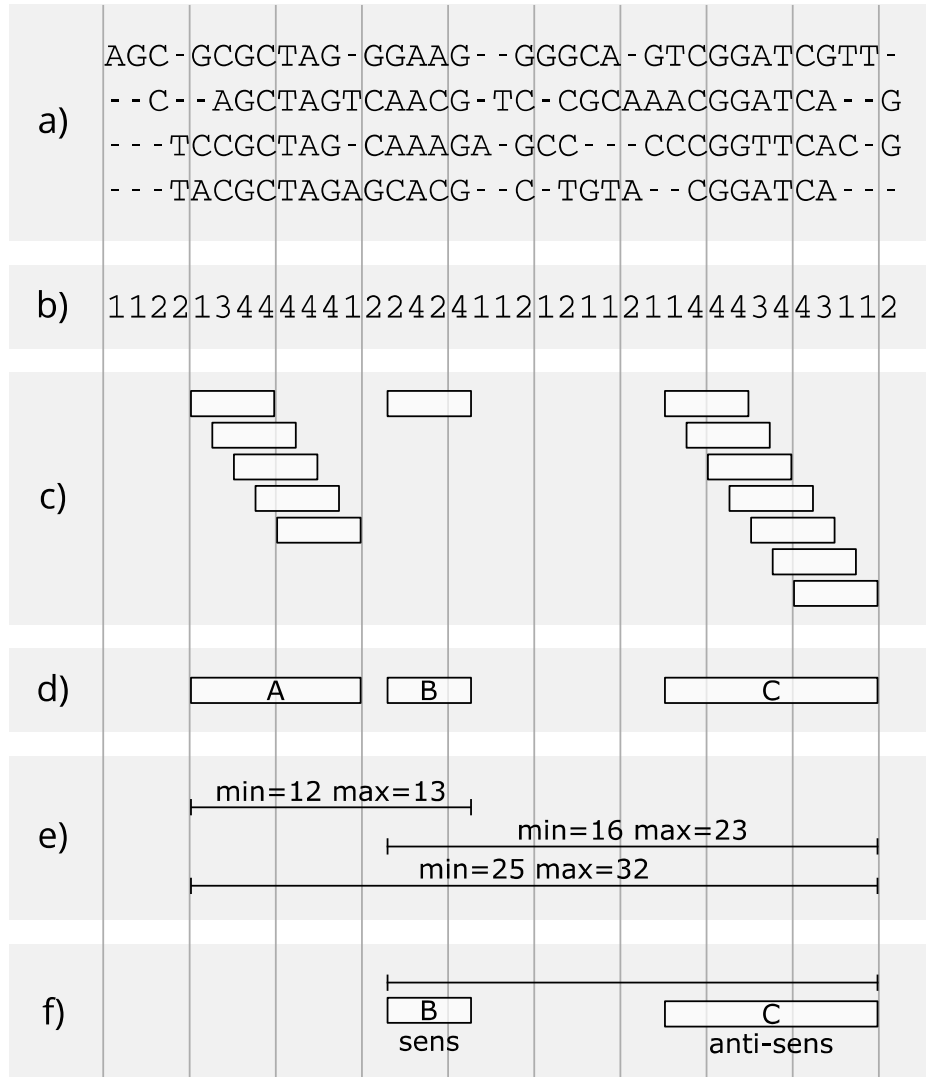 a)
AGC-GCGCTAG-GGAAG--GGGCA-GTCGGATCGTT-
--C--AGCTAGTCAACG-TC-CGCAAACGGATCA--G
---TCCGCTAG-CAAAGA-GCC---CCCGGTTCAC-G
---TACGCTAGAGCACG--C-TGTA--CGGATCA---
b) 1122134444412242411212112114443443112
c)
d) A B C
e)
min=12 max=13
min=16 max=23
min=25 max=32
f) B C
sens anti-sens